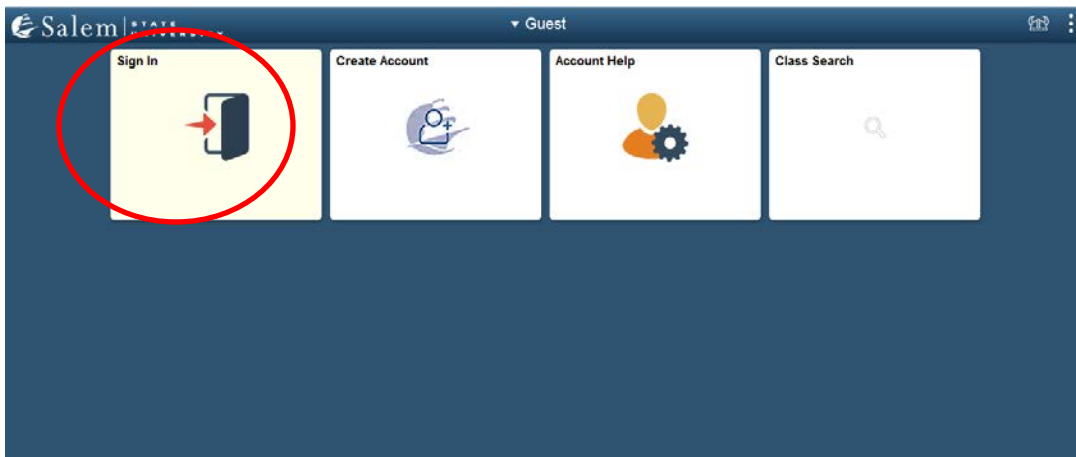 Salem
Guest
Sign In
Create Account
Account Help
Class Search